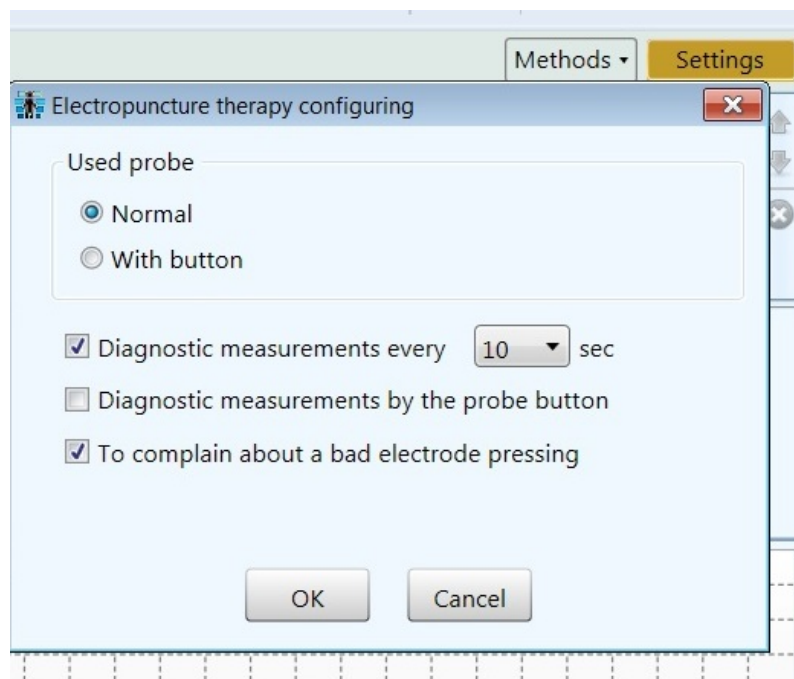 Methods
Settings
Electropuncture therapy configuring
Used probe
Normal
With button
Diagnostic measurements every 10 sec
Diagnostic measurements by the probe button
To complain about a bad electrode pressing
OK
Cancel